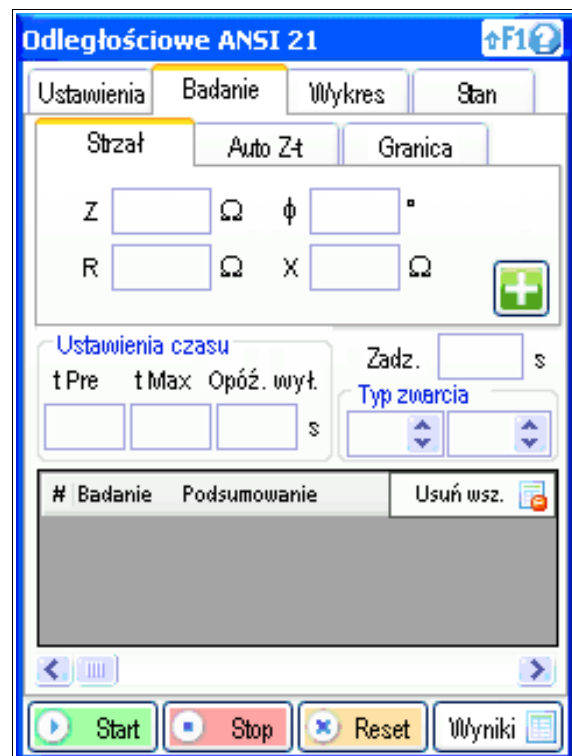 Odległościowe ANSI 21 F1 ?
Ustawienia Badanie Wykres Stan
Strzał Auto Z-t Granica
Z Ω ϕ °
R Ω X Ω
Ustawienia czasu
Zadz. s
t Pre t Max Opóź. wył.
Typ zwarcia
s
# Badanie Podsumowanie Usuń wsz.
Start Stop Reset Wyniki